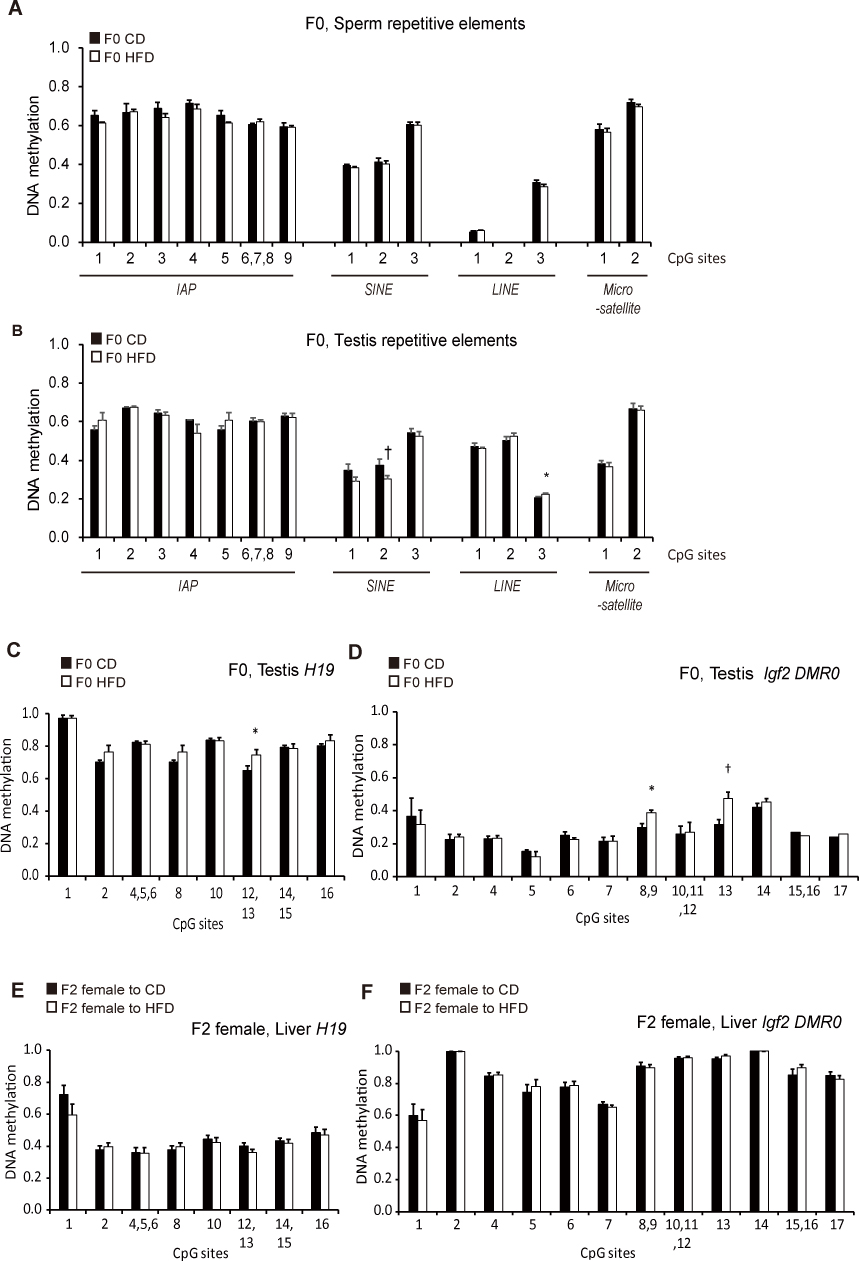 A
F0, Sperm repetitive elements
F0 CD
F0 HFD
DNA methylation
1.0
0.8
0.6
0.4
0.2
0.0
1 2 3 4 5 6,7,8 9 1 2 3 1 2 3 1 2 CpG sites
IAP SINE LINE Micro
-satellite
B
F0, Testis repetitive elements
F0 CD
F0 HFD
DNA methylation
1.0
0.8
0.6
0.4
0.2
0.0
†
*
1 2 3 4 5 6,7,8 9 1 2 3 1 2 3 1 2 CpG sites
IAP SINE LINE Micro
-satellite
C
F0 CD
F0 HFD
F0, Testis H19
DNA methylation
1.0
0.8
0.6
0.4
0.2
0.0
*
1 2 4,5,6 8 10 12, 14, 16
13 15
CpG sites
D
F0 CD
F0 HFD
F0, Testis Igf2 DMR0
DNA methylation
1.0
0.8
0.6
0.4
0.2
0.0
*
†
1 2 4 5 6 7 8,9 10,11 13 14 15,16 17
,12
CpG sites
E
F2 female to CD
F2 female to HFD
F2 female, Liver H19
DNA methylation
1.0
0.8
0.6
0.4
0.2
0.0
1 2 4,5,6 8 10 12, 14, 16
13 15
CpG sites
F
F2 female to CD
F2 female to HFD
F2 female, Liver Igf2 DMR0
DNA methylation
1.0
0.8
0.6
0.4
0.2
0.0
1 2 4 5 6 7 8,9 10,11 13 14 15,16 17
,12
CpG sites